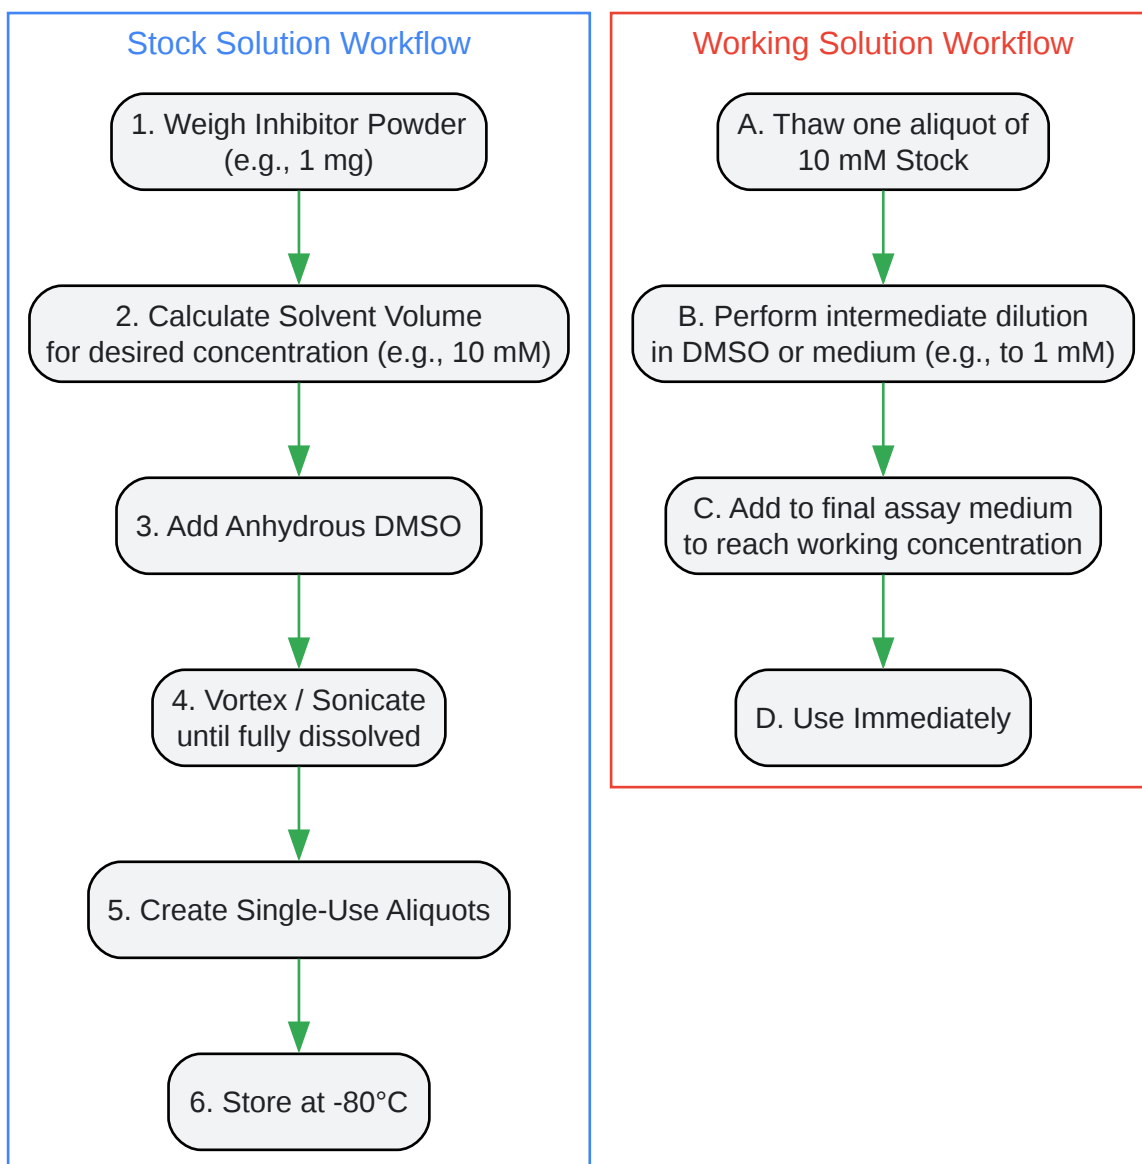 Stock Solution Workflow
1. Weigh Inhibitor Powder
(e.g., 1 mg)
2. Calculate Solvent Volume
for desired concentration (e.g., 10 mM)
3. Add Anhydrous DMSO
4. Vortex / Sonicate
until fully dissolved
5. Create Single-Use Aliquots
6. Store at -80°C
Working Solution Workflow
A. Thaw one aliquot of
10 mM Stock
B. Perform intermediate dilution
in DMSO or medium (e.g., to 1 mM)
C. Add to final assay medium
to reach working concentration
D. Use Immediately